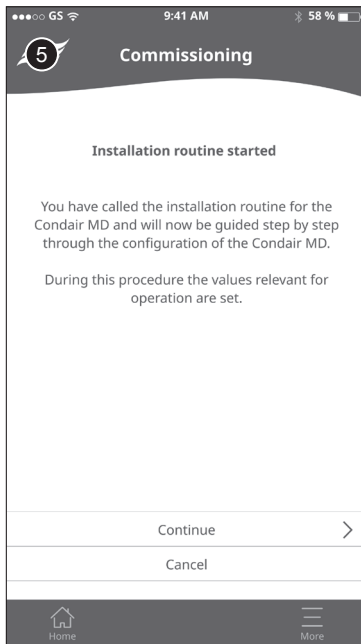 GS 9:41 AM 58 %
5
Commissioning
Installation routine started
You have called the installation routine for the
Condair MD and will now be guided step by step
through the configuration of the Condair MD.
During this procedure the values relevant for
operation are set.
Continue
Cancel
Home More